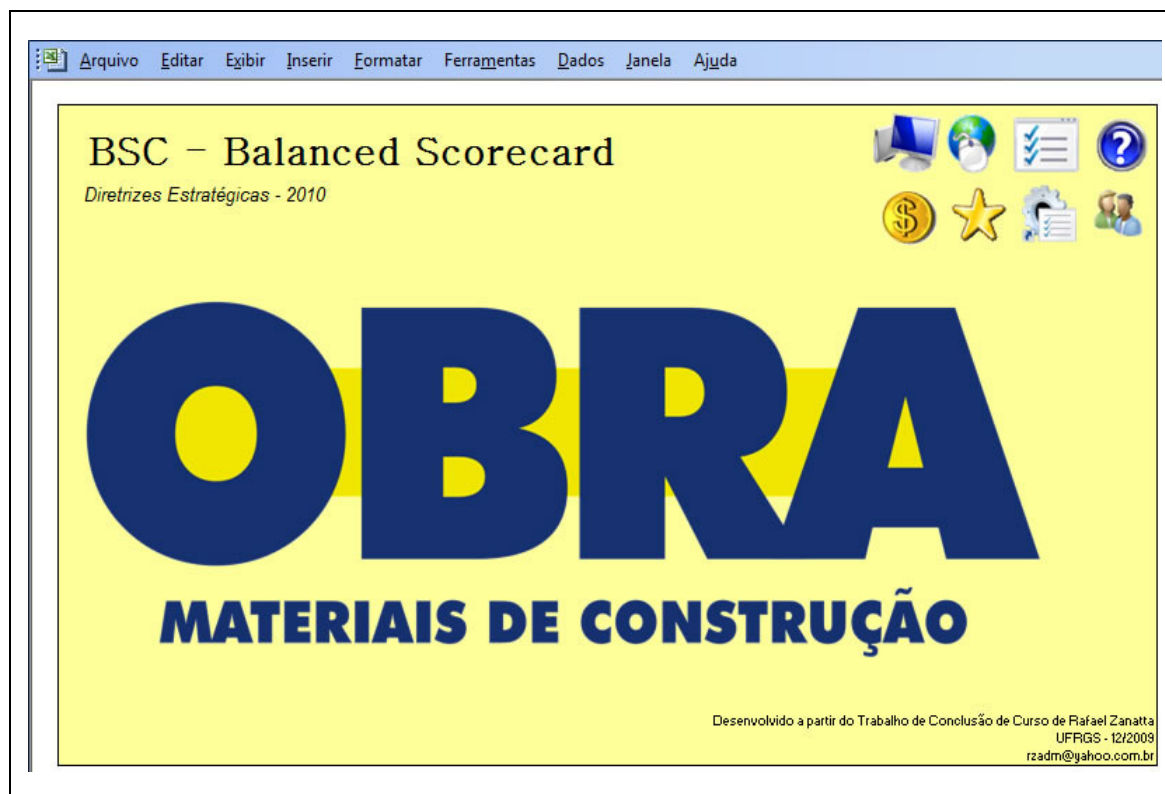 Arquivo Editar Exibir Inserir Formatar Ferramentas Dados Janela Ajuda
BSC - Balanced Scorecard
Diretrizes Estratégicas - 2010
OBRA
MATERIAIS DE CONSTRUÇÃO
Desenvolvido a partir do Trabalho de Conclusão de Curso de Rafael Zanatta
UFRGS - 12/2009
rzadm@yahoo.com.br